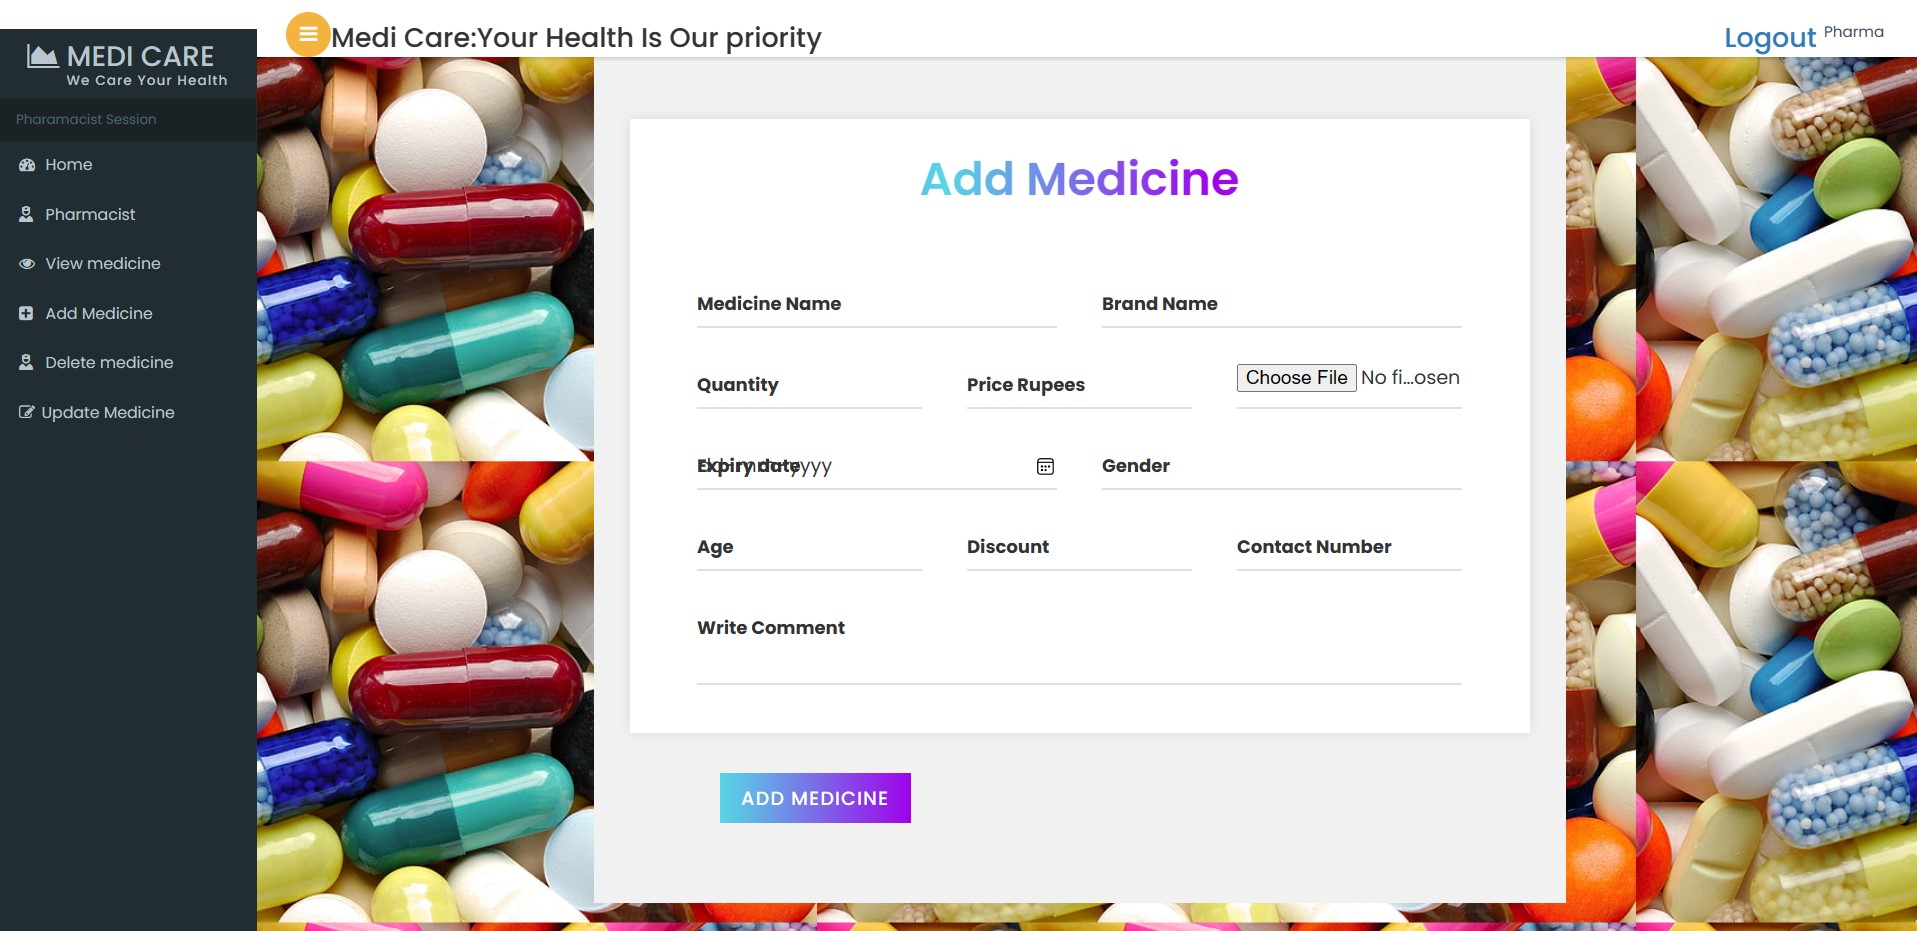 Medi Care:Your Health Is Our priority
Logout Pharma
MEDI CARE
We Care Your Health
Pharamacist Session
Home
Pharmacist
View medicine
Add Medicine
Delete medicine
Update Medicine
Add Medicine
Medicine Name Brand Name
Quantity Price Rupees Choose File No fi...osen
Expiry date Gender
Age Discount Contact Number
Write Comment
ADD MEDICINE